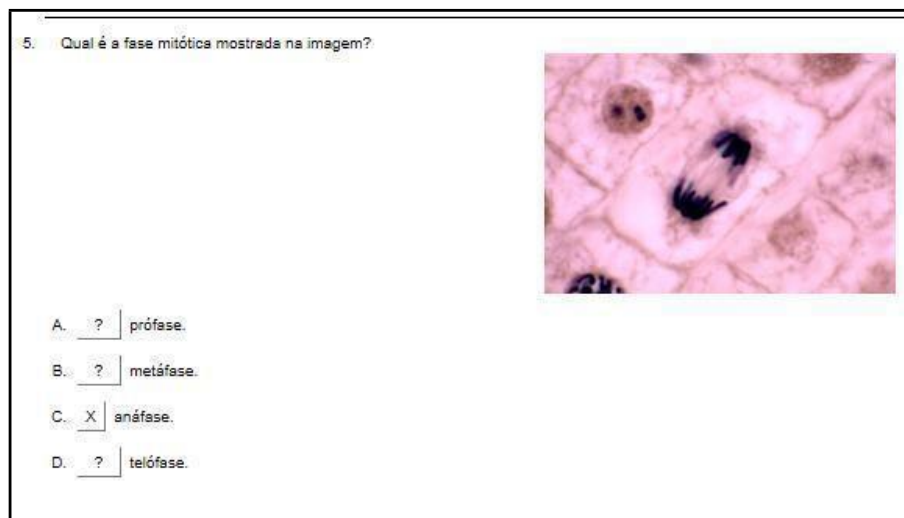 5. Qual é a fase mitótica mostrada na imagem?
A. ? prófase.
B. ? metáfase.
C. X anáfase.
D. ? telófase.